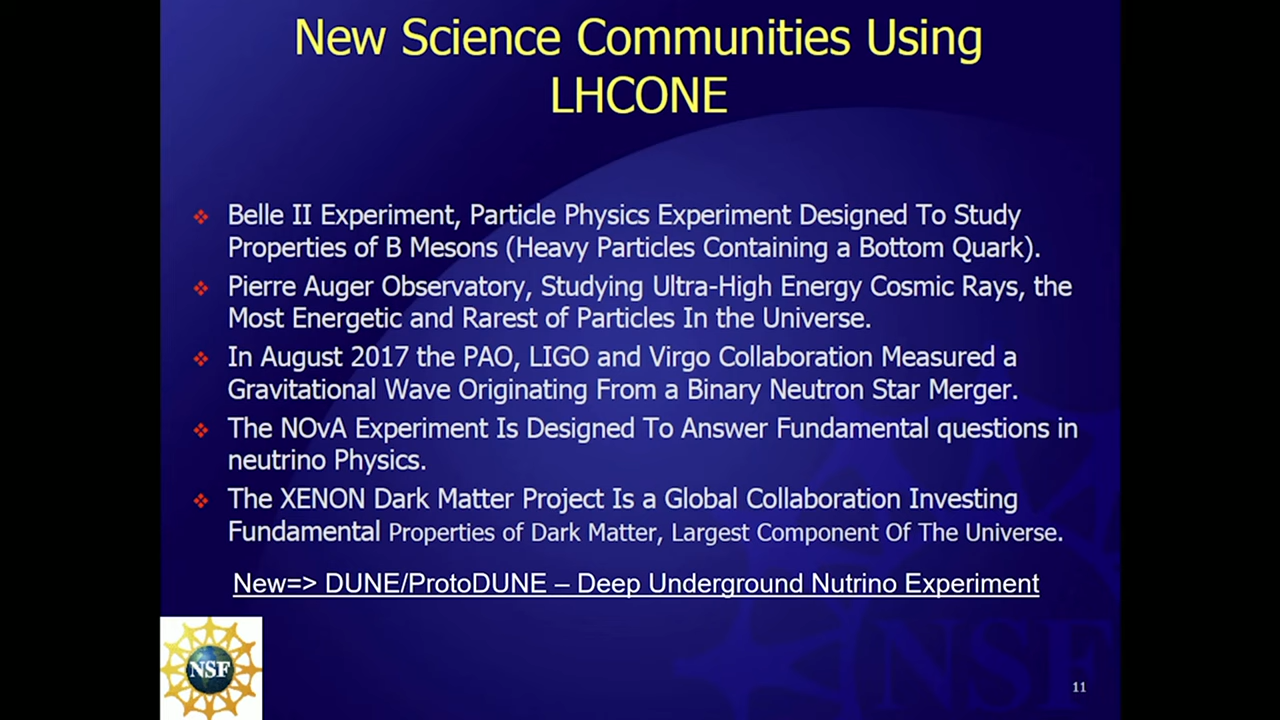 New Science Communities Using
LHCONE
Belle II Experiment, Particle Physics Experiment Designed To Study
Properties of B Mesons (Heavy Particles Containing a Bottom Quark).
Pierre Auger Observatory, Studying Ultra-High Energy Cosmic Rays, the
Most Energetic and Rarest of Particles In the Universe.
In August 2017 the PAO, LIGO and Virgo Collaboration Measured a
Gravitational Wave Originating From a Binary Neutron Star Merger.
The NOvA Experiment Is Designed To Answer Fundamental questions in
neutrino Physics.
The XENON Dark Matter Project Is a Global Collaboration Investing
Fundamental Properties of Dark Matter, Largest Component Of The Universe.
New=> DUNE/ProtoDUNE – Deep Underground Nutrino Experiment
NSF
NSF
11